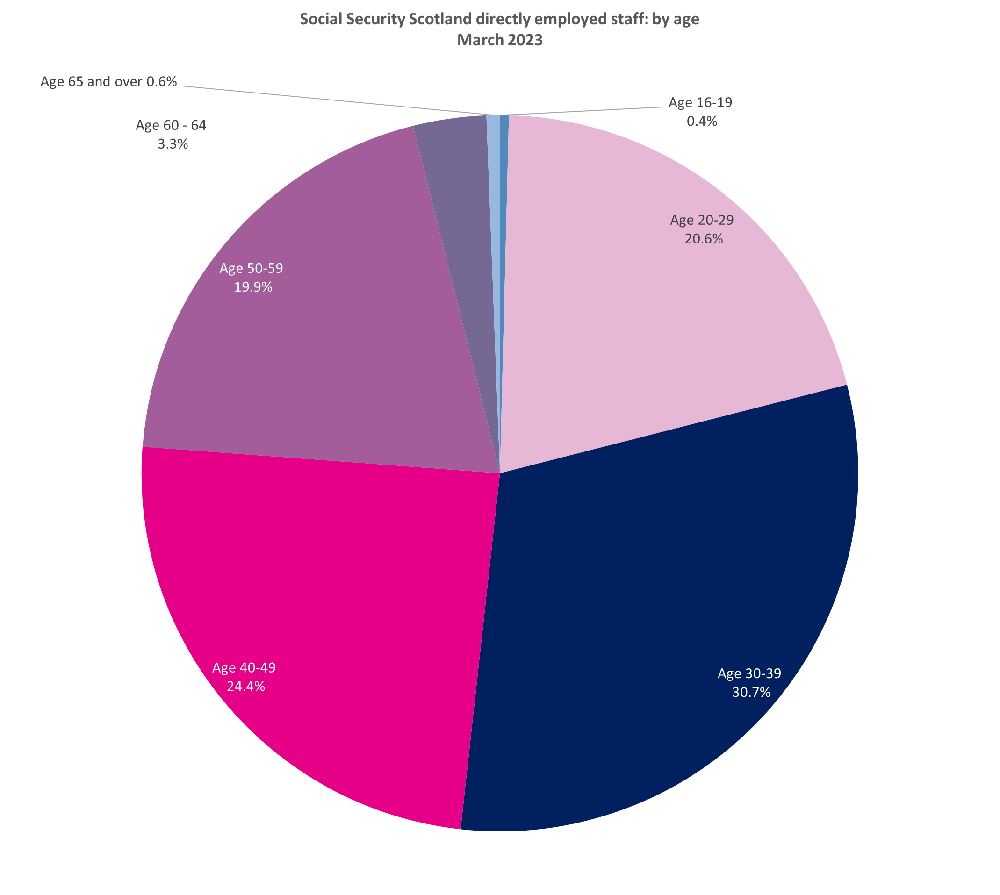 Social Security Scotland directly employed staff: by age
March 2023
Age 65 and over 0.6%
Age 16-19
0.4%
Age 60 - 64
3.3%
Age 20-29
20.6%
Age 50-59
19.9%
Age 40-49
24.4%
Age 30-39
30.7%